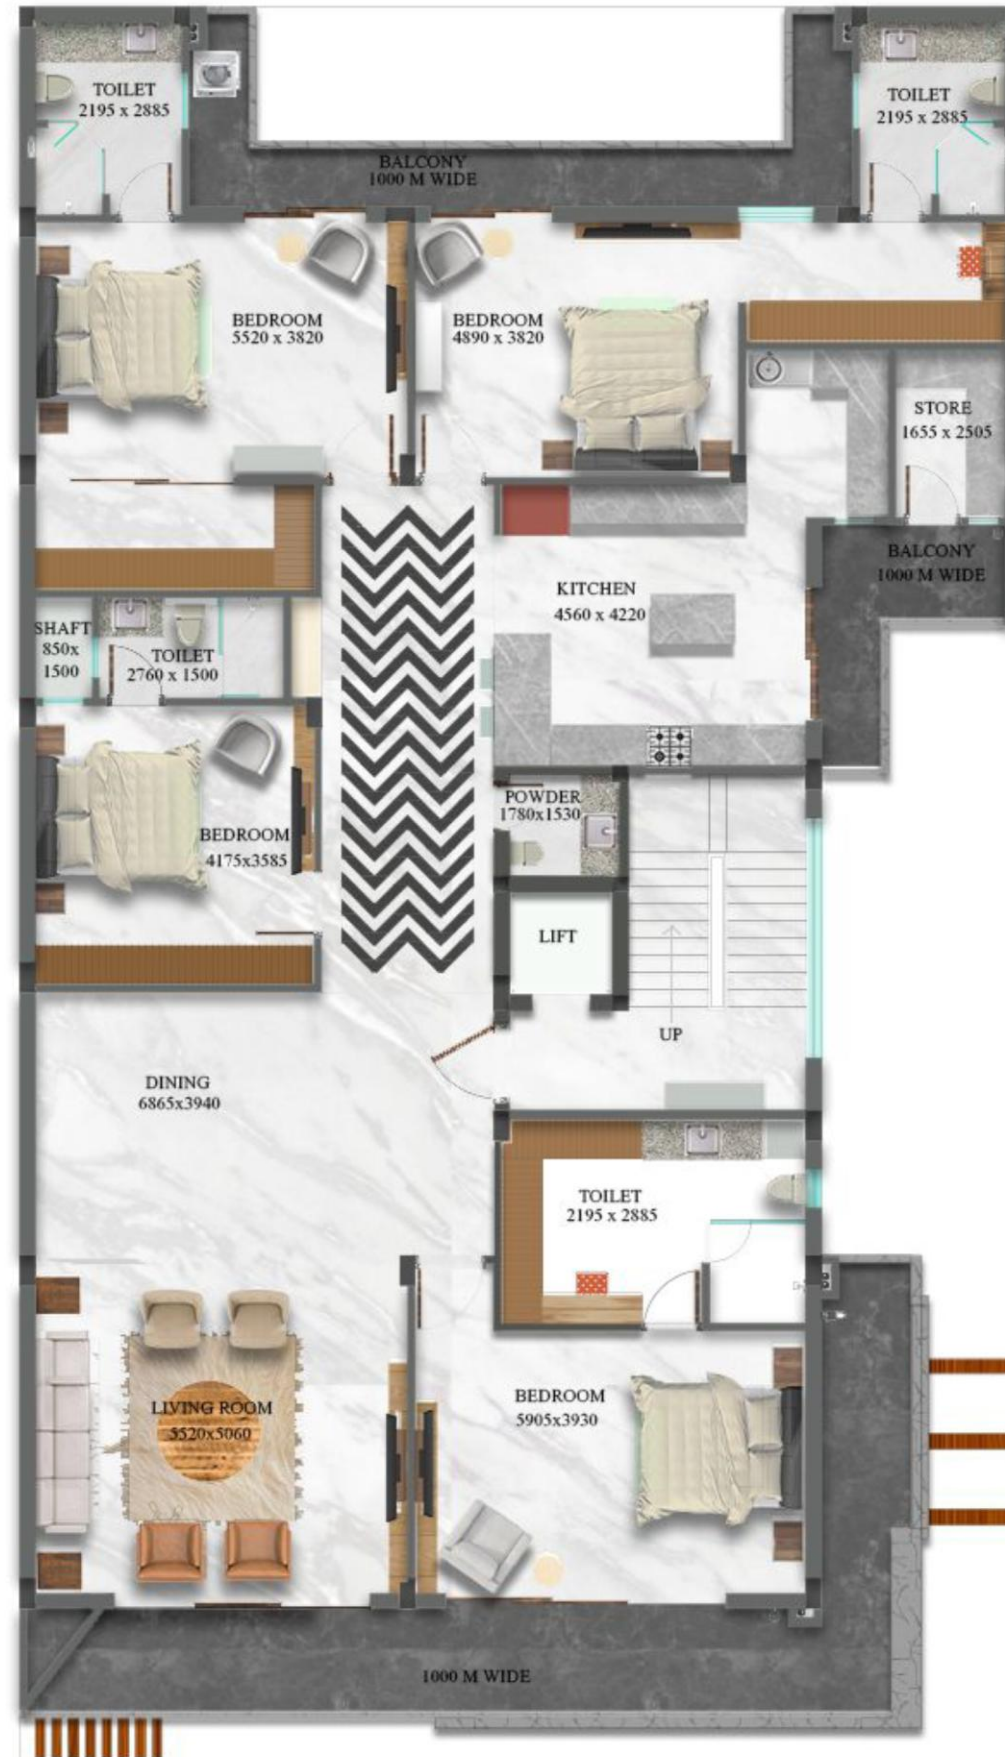 TOILET
2195 x 2885
TOILET
2195 x 2885
BALCONY
1000 M WIDE
BEDROOM
5520 x 3820
BEDROOM
4890 x 3820
STORE
1655 x 2505
BALCONY
1000 M WIDE
KITCHEN
4560 x 4220
SHAFT
850x
1500
TOILET
2760 x 1500
POWDER
1780x1530
BEDROOM
4175x3585
LIFT
UP
DINING
6865x3940
TOILET
2195 x 2885
LIVING ROOM
5520x5060
BEDROOM
5905x3930
1000 M WIDE